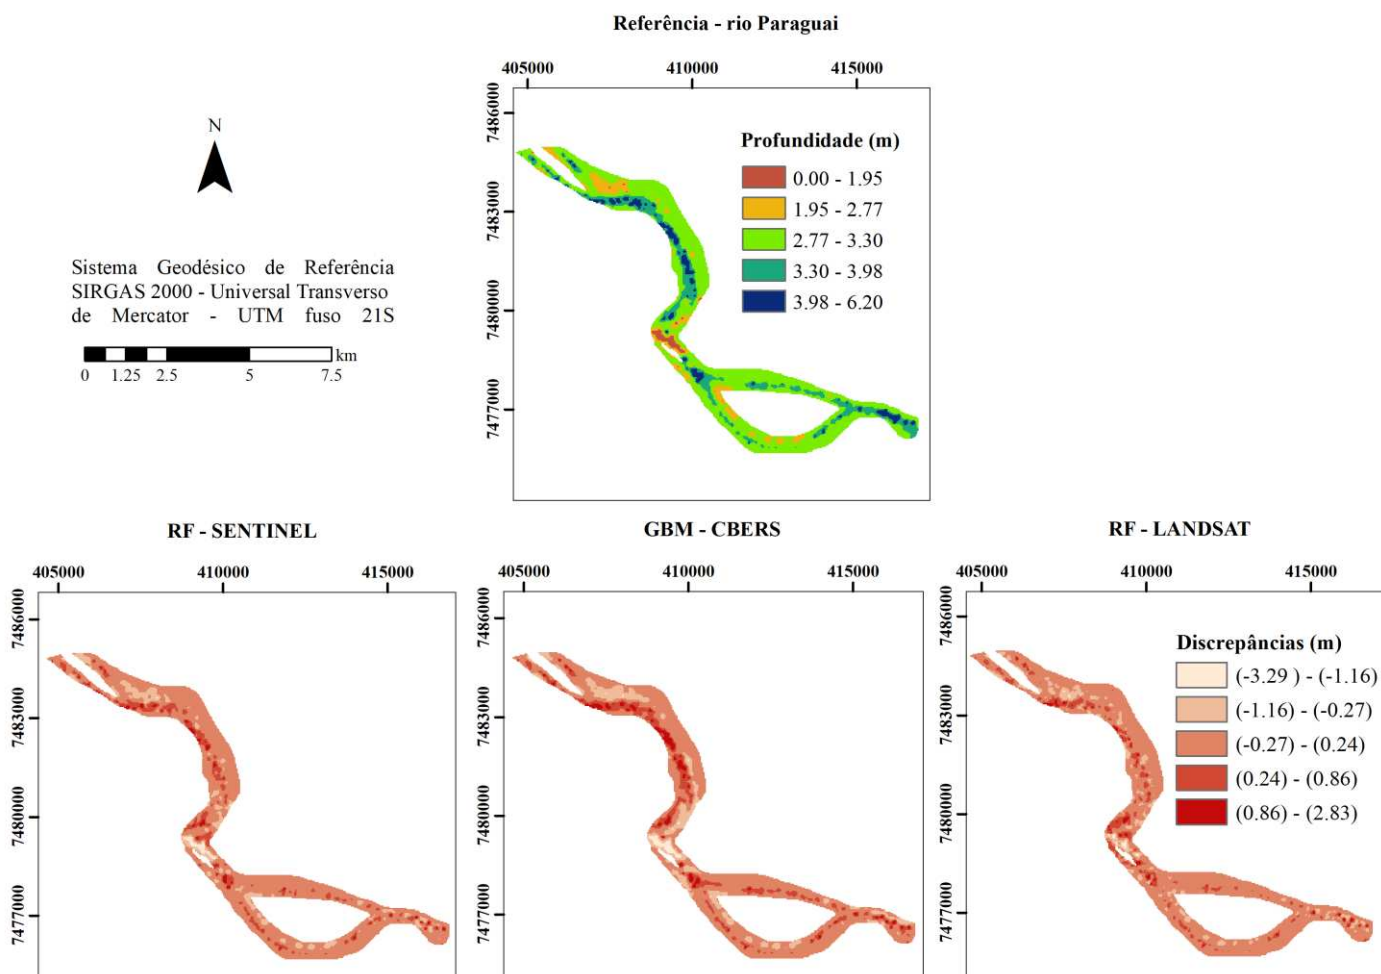 Referência - rio Paraguai
405000 410000 415000
7486000
7483000
7480000
7477000
Profundidade (m)
0.00 - 1.95
1.95 - 2.77
2.77 - 3.30
3.30 - 3.98
3.98 - 6.20
N
Sistema Geodésico de Referência
SIRGAS 2000 - Universal Transverso
de Mercator - UTM fuso 21S
km
0 1.25 2.5 5 7.5
RF - SENTINEL
405000 410000 415000
7486000
7483000
7480000
7477000
GBM - CBERS
405000 410000 415000
7486000
7483000
7480000
7477000
RF - LANDSAT
405000 410000 415000
7486000
7483000
7480000
7477000
Discrepâncias (m)
(-3.29 ) - (-1.16)
(-1.16) - (-0.27)
(-0.27) - (0.24)
(0.24) - (0.86)
(0.86) - (2.83)